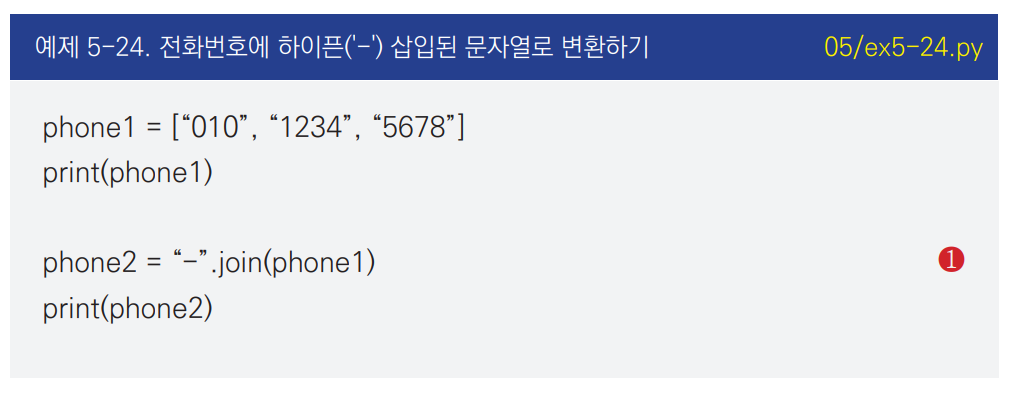 예제 5-24. 전화번호에 하이픈('-') 삽입된 문자열로 변환하기 05/ex5-24.py
phone1 = [“010”, “1234”, “5678”]
print(phone1)
phone2 = “-”.join(phone1) ❶
print(phone2)